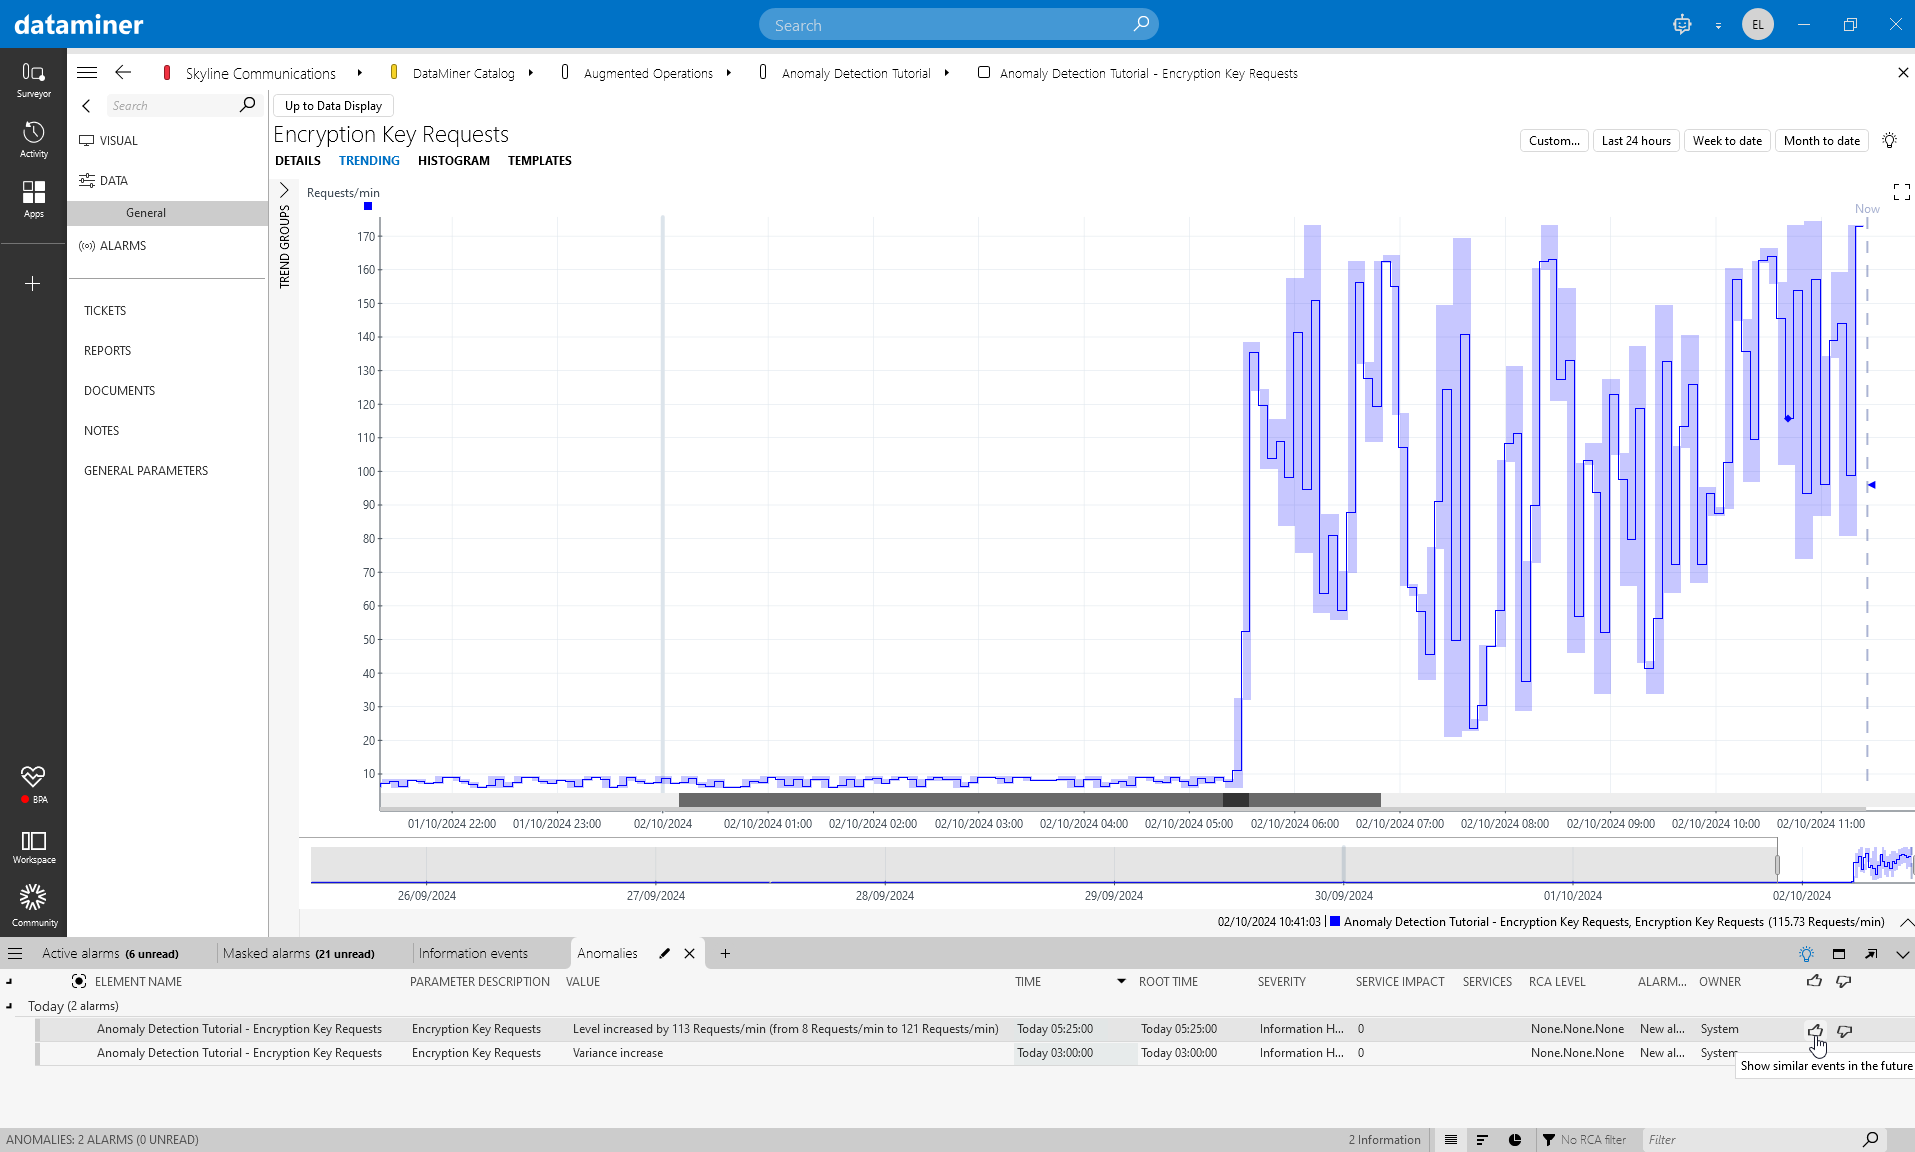 dataminer
Search
EL
Surveyor
Activity
Apps
BPA
Workspace
Community
Skyline Communications
DataMiner Catalog
Augmented Operations
Anomaly Detection Tutorial
Anomaly Detection Tutorial - Encryption Key Requests
Search
VISUAL
DATA
General
ALARMS
TICKETS
REPORTS
DOCUMENTS
NOTES
GENERAL PARAMETERS
Up to Data Display
Encryption Key Requests
DETAILS TRENDING HISTOGRAM TEMPLATES
Custom... Last 24 hours Week to date Month to date
TREND GROUPS
Requests/min
Now
170
160
150
140
130
120
110
100
90
80
70
60
50
40
30
20
10
01/10/2024 22:00 01/10/2024 23:00 02/10/2024 02/10/2024 01:00 02/10/2024 02:00 02/10/2024 03:00 02/10/2024 04:00 02/10/2024 05:00 02/10/2024 06:00 02/10/2024 07:00 02/10/2024 08:00 02/10/2024 09:00 02/10/2024 10:00 02/10/2024 11:00
26/09/2024 27/09/2024 28/09/2024 29/09/2024 30/09/2024 01/10/2024 02/10/2024
02/10/2024 10:41:03 | Anomaly Detection Tutorial - Encryption Key Requests, Encryption Key Requests (115.73 Requests/min)
Active alarms (6 unread) Masked alarms (21 unread) Information events Anomalies
ELEMENT NAME PARAMETER DESCRIPTION VALUE TIME ROOT TIME SEVERITY SERVICE IMPACT SERVICES RCA LEVEL ALARM... OWNER
Today (2 alarms)
Anomaly Detection Tutorial - Encryption Key Requests Encryption Key Requests Level increased by 113 Requests/min (from 8 Requests/min to 121 Requests/min) Today 05:25:00 Today 05:25:00 Information H... 0 None.None.None New al... System
Anomaly Detection Tutorial - Encryption Key Requests Encryption Key Requests Variance increase Today 03:00:00 Today 03:00:00 Information H... 0 None.None.None New al... System
Show similar events in the future
ANOMALIES: 2 ALARMS (0 UNREAD)
2 Information
No RCA filter
Filter